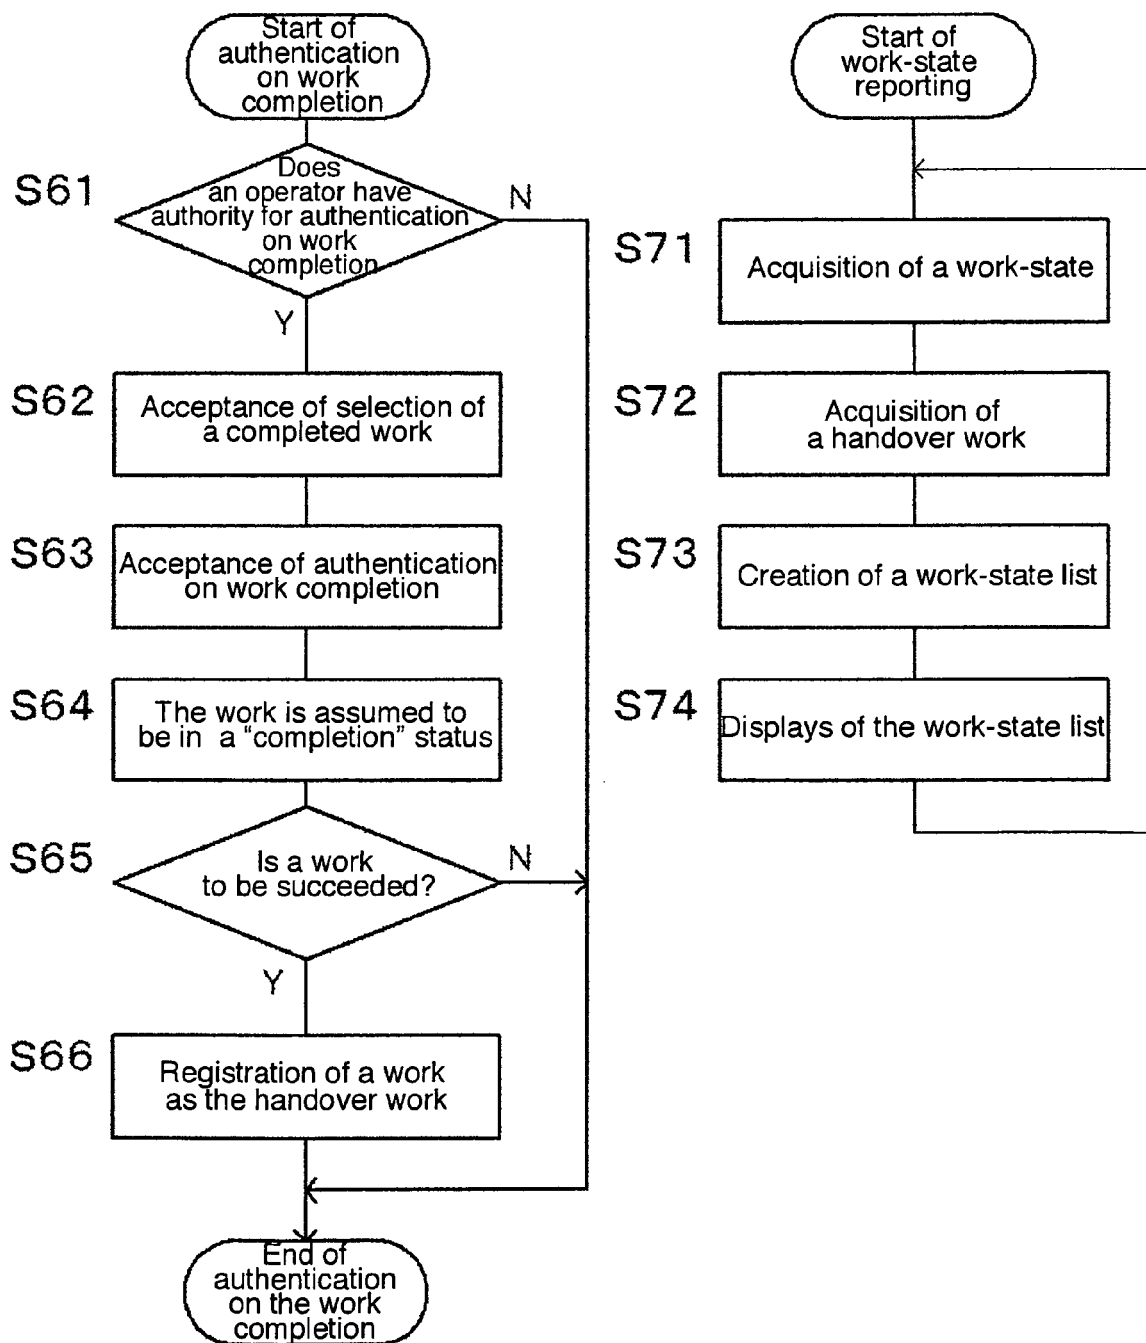 Start of
authentication
on work
completion
S61
Does
an operator have
authority for authentication
on work
completion
N
Y
S62
Acceptance of selection of
a completed work
S63
Acceptance of authentication
on work completion
S64
The work is assumed to
be in a “completion” status
S65
Is a work
to be succeeded?
N
Y
S66
Registration of a work
as the handover work
End of
authentication
on the work
completion
Start of
work-state
reporting
S71
Acquisition of a work-state
S72
Acquisition of
a handover work
S73
Creation of a work-state list
S74
Displays of the work-state list